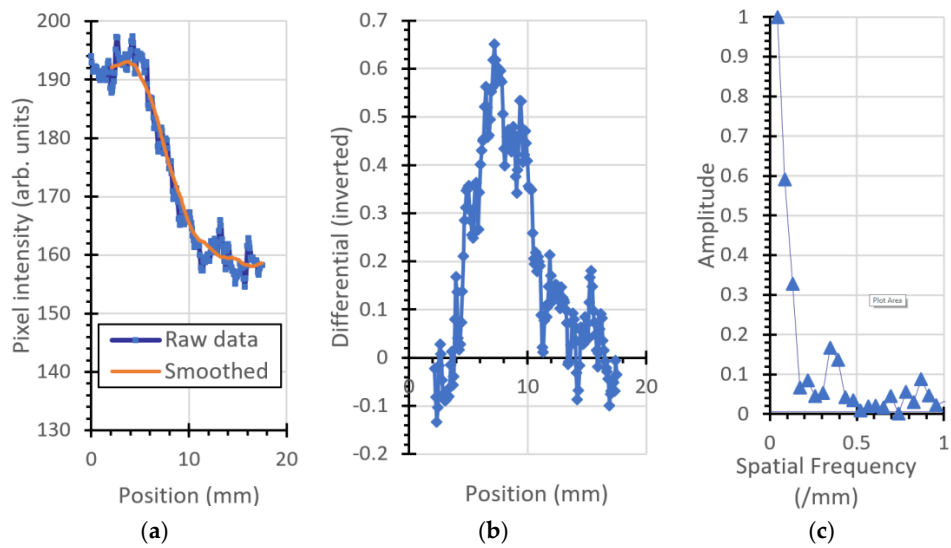 200
190
180
170
160
150
140
130
Pixel intensity (arb. units)
Raw data
Smoothed
0
10
20
Position (mm)
(a)
0.7
0.6
0.5
0.4
0.3
0.2
0.1
0
-0.1
-0.2
Differential (inverted)
0
10
20
Position (mm)
(b)
1
0.9
0.8
0.7
0.6
0.5
0.4
0.3
0.2
0.1
0
Amplitude
Plot Area
0
0.5
1
Spatial Frequency
(/mm)
(c)